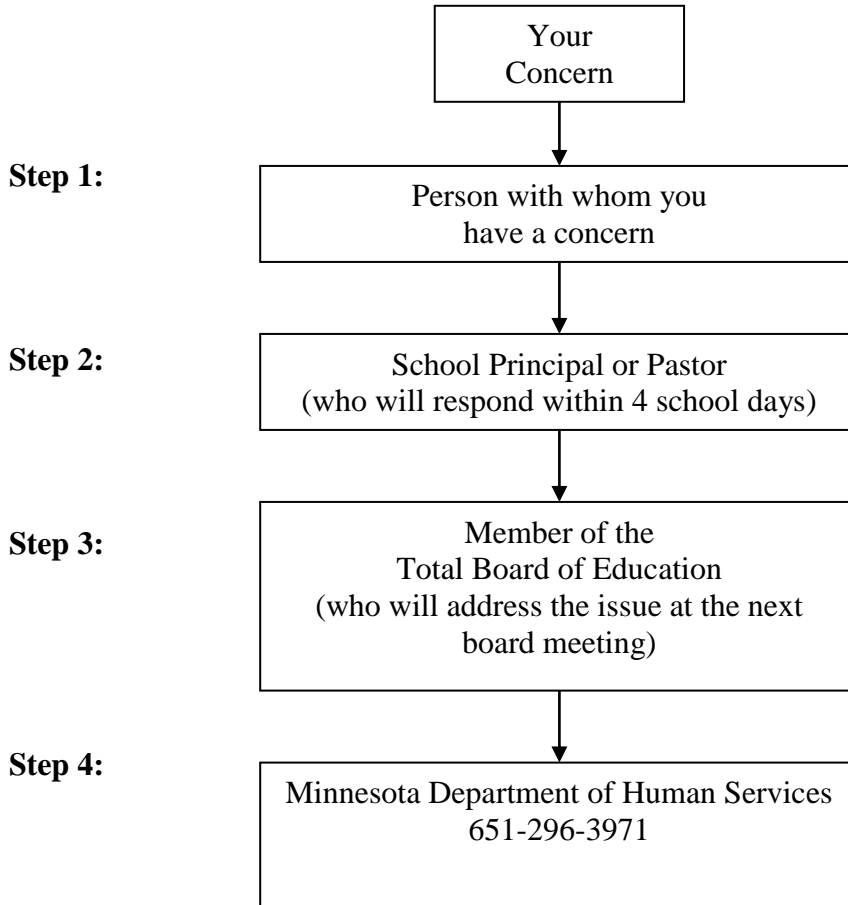 Your
Concern
Step 1:
Person with whom you
have a concern
Step 2:
School Principal or Pastor
(who will respond within 4 school days)
Step 3:
Member of the
Total Board of Education
(who will address the issue at the next
board meeting)
Step 4:
Minnesota Department of Human Services
651-296-3971